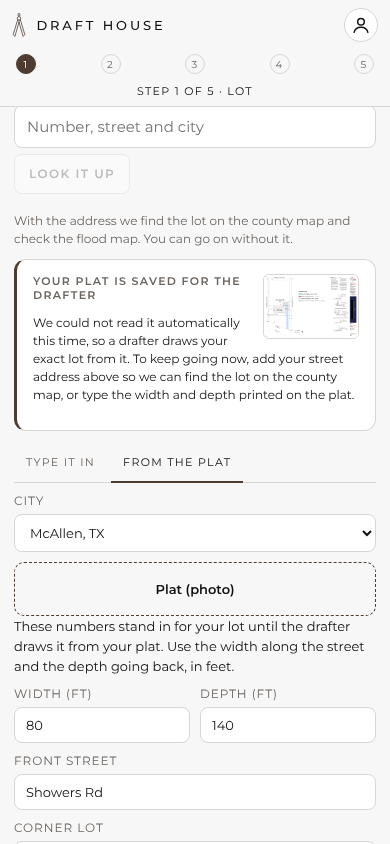 DRAFT HOUSE
1 2 3 4 5
STEP 1 OF 5 · LOT
Number, street and city
LOOK IT UP
With the address we find the lot on the county map and
check the flood map. You can go on without it.
YOUR PLAT IS SAVED FOR THE
DRAFTER
We could not read it automatically
this time, so a drafter draws your
exact lot from it. To keep going now, add your street
address above so we can find the lot on the county
map, or type the width and depth printed on the plat.
TYPE IT IN FROM THE PLAT
CITY
McAllen, TX
Plat (photo)
These numbers stand in for your lot until the drafter
draws it from your plat. Use the width along the street
and the depth going back, in feet.
WIDTH (FT) DEPTH (FT)
80 140
FRONT STREET
Showers Rd
CORNER LOT